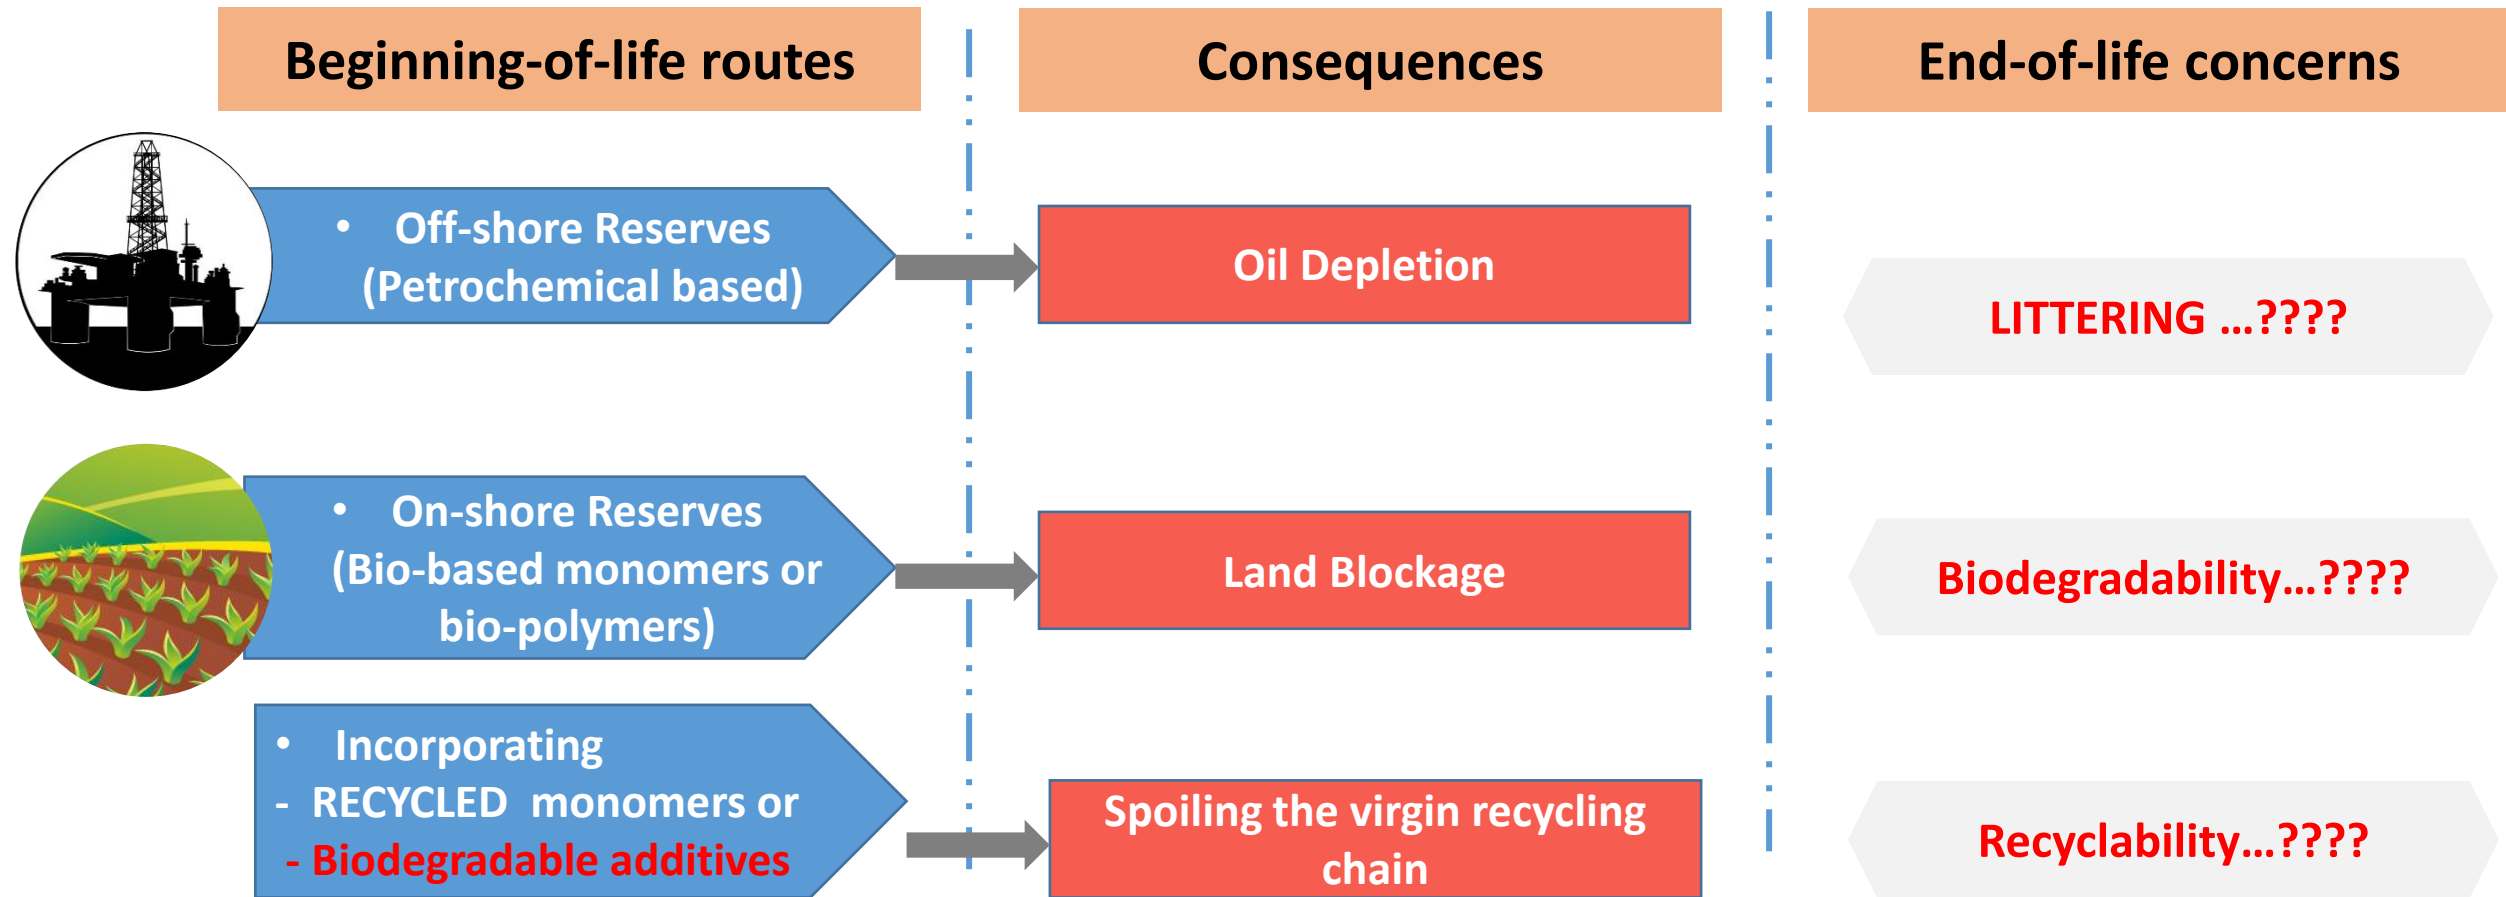 Beginning-of-life routes
Consequences
End-of-life concerns
• Off-shore Reserves
(Petrochemical based)
Oil Depletion
LITTERING ...????
• On-shore Reserves
(Bio-based monomers or
bio-polymers)
Land Blockage
Biodegradability...????
• Incorporating
- RECYCLED monomers or
- Biodegradable additives
Spoiling the virgin recycling
chain
Recyclability...????